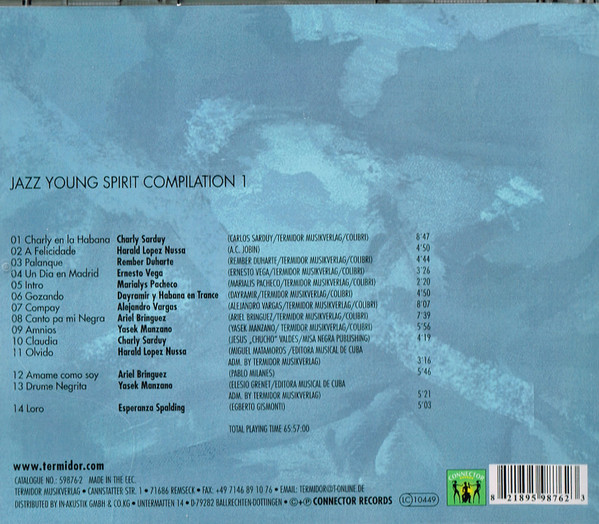 JAZZ YOUNG SPIRIT COMPILATION 1
01 Charly en la Habana Charly Sarduy (CARLOS SARDUY/TERMIDOR MUSIKVERLAG/COLIBRI) 6'47
02 A Felicidade Harald Lopez Nussa (A.C. JOBIN) 4'50
03 Palanque Rember Duharte (REMBER DUHARTE/TERMIDOR MUSIKVERLAG/COLIBRI) 4'44
04 Un Dia en Madrid Ernesto Vega (ERNESTO VEGA/TERMIDOR MUSIKVERLAG/COLIBRI) 3'26
05 Intro Marialys Pacheco (MARIALIS PACHECO/TERMIDOR MUSIKVERLAG/COLIBRI) 2'20
06 Gozando Dayramir y Habana en Trance (DAYRAMIR/TERMIDOR MUSIKVERLAG/COLIBRI) 4'50
07 Compay Alejandro Vargas (ALEJANDRO VARGAS/TERMIDOR MUSIKVERLAG/COLIBRI) 8'07
08 Canto pa mi Negra Ariel Bringuez (ARIEL BRINGUEZ/TERMIDOR MUSIKVERLAG/COLIBRI) 7'39
09 Amnios Yasek Manzano (YASEK MANZANO/ TERMIDOR MUSIKVERLAG/COLIBRI) 5'56
10 Claudia Charly Sarduy (JESUS „CHUCHO" VALDES/MISA NEGRA PUBLISHING) 4'19
11 Olvido Harald Lopez Nussa (MIGUEL MATAMOROS /EDITORA MUSICAL DE CUBA
ADM. BY TERMIDOR MUSIKVERLAG) 3'16
12 Amame como soy Ariel Bringuez (PABLO MILANES) 5'46
13 Drume Negrita Yasek Manzano (ELESIO GRENET/EDITORA MUSICAL DE CUBA
ADM. BY TERMIDOR MUSIKVERLAG) 5'21
14 Loro Esperanza Spalding (EGBERTO GISMONTI) 5'03
TOTAL PLAYING TIME 65:57:00
www.termidor.com
CATALOGUE NO.: 59876-2 MADE IN THE EEC.
TERMIDOR MUSIKVERLAG • CANNSTATTER STR. 1 • 71686 REMSECK • FAX: +49 7146 89 10 76 • EMAIL: TERMIDOR@T-ONLINE.DE
DISTRIBUTED BY IN-AKUSTIK GMBH & CO.KG • UNTERMATTEN 14 • D-79282 BALLRECHTEN-DOTTINGEN • ©+℗ CONNECTOR RECORDS LC 10449
CONNECTOR
8 21895 98762 3